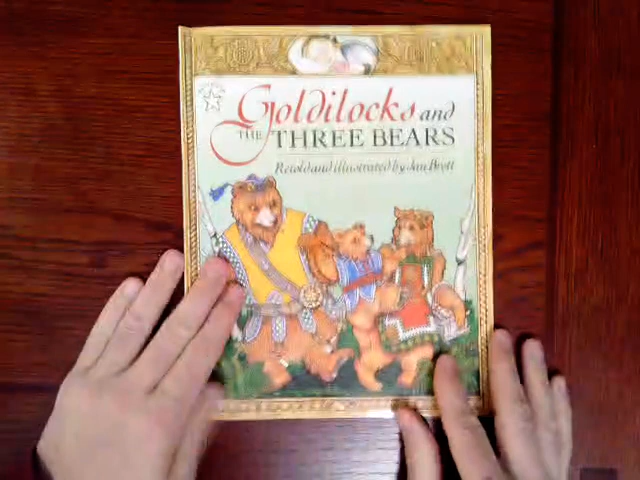 Goldilocks and
THE THREE BEARS
Retold and illustrated by Jan Brett